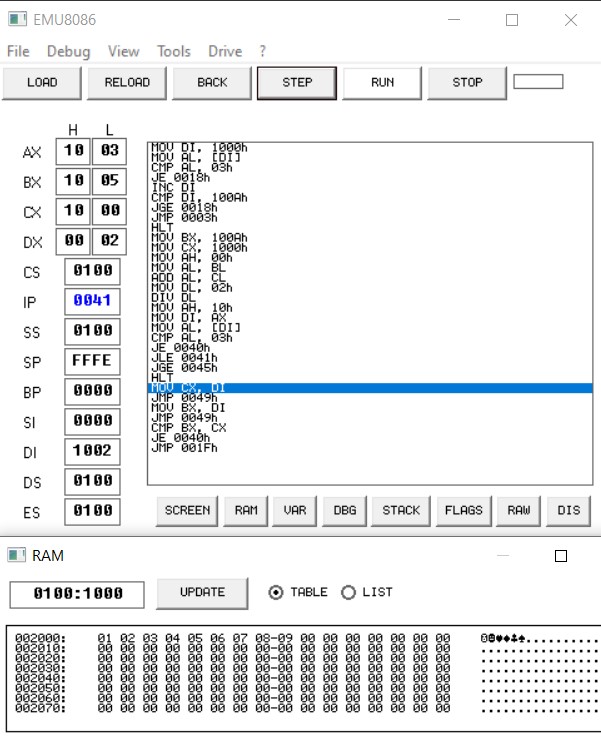 EMU8086
File Debug View Tools Drive ?
LOAD RELOAD BACK STEP RUN STOP
H L
AX 10 03
BX 10 05
CX 10 00
DX 00 02
CS 0100
IP 0041
SS 0100
SP FFFE
BP 0000
SI 0000
DI 1002
DS 0100
ES 0100
MOV DI, 1000h
MOV AL, [DI]
CMP AL, 03h
JE 0018h
INC DI
CMP DI, 100Ah
JGE 0018h
JMP 0003h
HLT
MOV BX, 100Ah
MOV CX, 1000h
MOV AH, 00h
MOV AL, BL
ADD AL, CL
MOV DL, 02h
DIV DL
MOV AH, 10h
MOV DI, AX
MOV AL, [DI]
CMP AL, 03h
JE 0040h
JLE 0041h
JGE 0045h
HLT
MOV CX, DI
JMP 0049h
MOV BX, DI
JMP 0049h
CMP BX, CX
JE 0040h
JMP 001Fh
SCREEN RAM VAR DBG STACK FLAGS RAW DIS
RAM
0100:1000 UPDATE TABLE LIST
002000: 01 02 03 04 05 06 07 08-09 00 00 00 00 00 00 00
002010: 00 00 00 00 00 00 00 00-00 00 00 00 00 00 00 00 ................
002020: 00 00 00 00 00 00 00 00-00 00 00 00 00 00 00 00 ................
002030: 00 00 00 00 00 00 00 00-00 00 00 00 00 00 00 00 ................
002040: 00 00 00 00 00 00 00 00-00 00 00 00 00 00 00 00 ................
002050: 00 00 00 00 00 00 00 00-00 00 00 00 00 00 00 00 ................
002060: 00 00 00 00 00 00 00 00-00 00 00 00 00 00 00 00 ................
002070: 00 00 00 00 00 00 00 00-00 00 00 00 00 00 00 00 ................